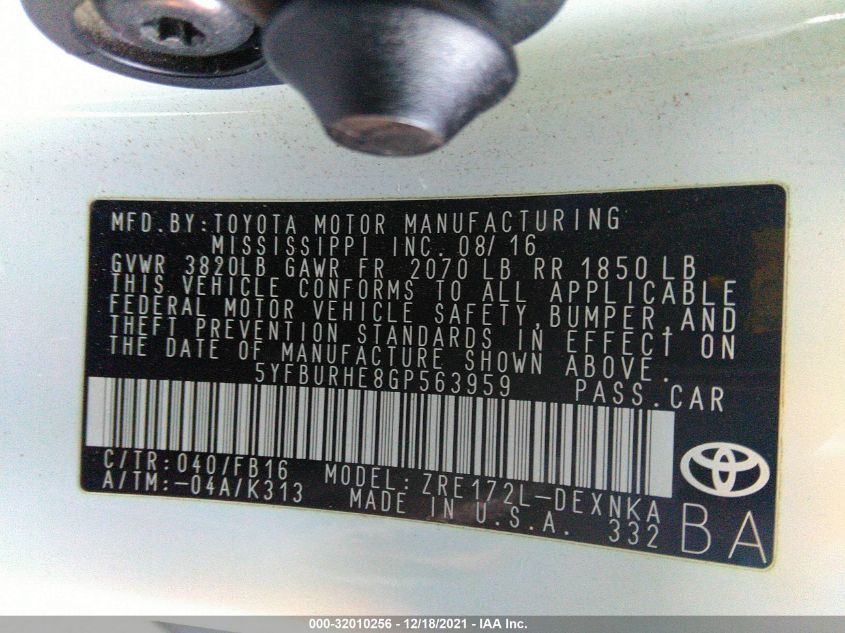 MFD.BY:TOYOTA MOTOR MANUFACTURING
MISSISSIPPI INC. 08/16
GVWR 3820LB GAWR FR 2070 LB RR 1850 LB
THIS VEHICLE CONFORMS TO ALL APPLICABLE
FEDERAL MOTOR VEHICLE SAFETY,BUMPER,AND
THEFT PREVENTION STANDARDS IN EFFECT ON
THE DATE OF MANUFACTURE SHOWN ABOVE.
5YFBURHE8GP563959 PASS.CAR
C/TR:040/FB16 MODEL:ZRE172L-DEXNKA
A/TM:-04A/K313 MADE IN U.S.A. 332
BA
000-32010256 - 12/18/2021 - IAA Inc.